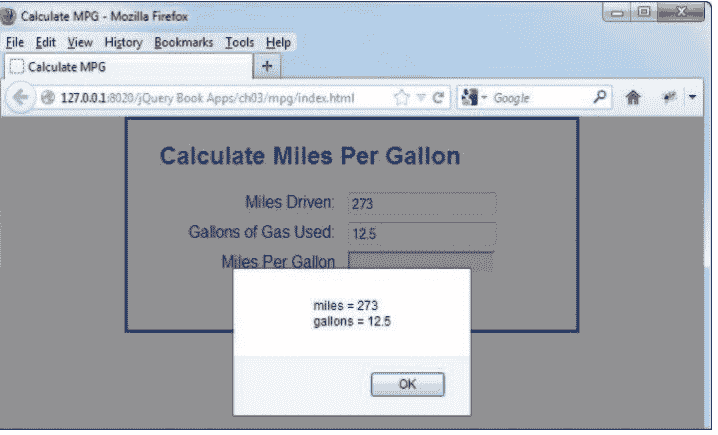 Calculate MPG - Mozilla Firefox
File Edit View History Bookmarks Tools Help
Calculate MPG +
127.0.0.1:8020/jQuery Book Apps/ch03/mpg/index.html Google
Calculate Miles Per Gallon
Miles Driven: 273
Gallons of Gas Used: 12.5
Miles Per Gallon
miles = 273
gallons = 12.5
OK